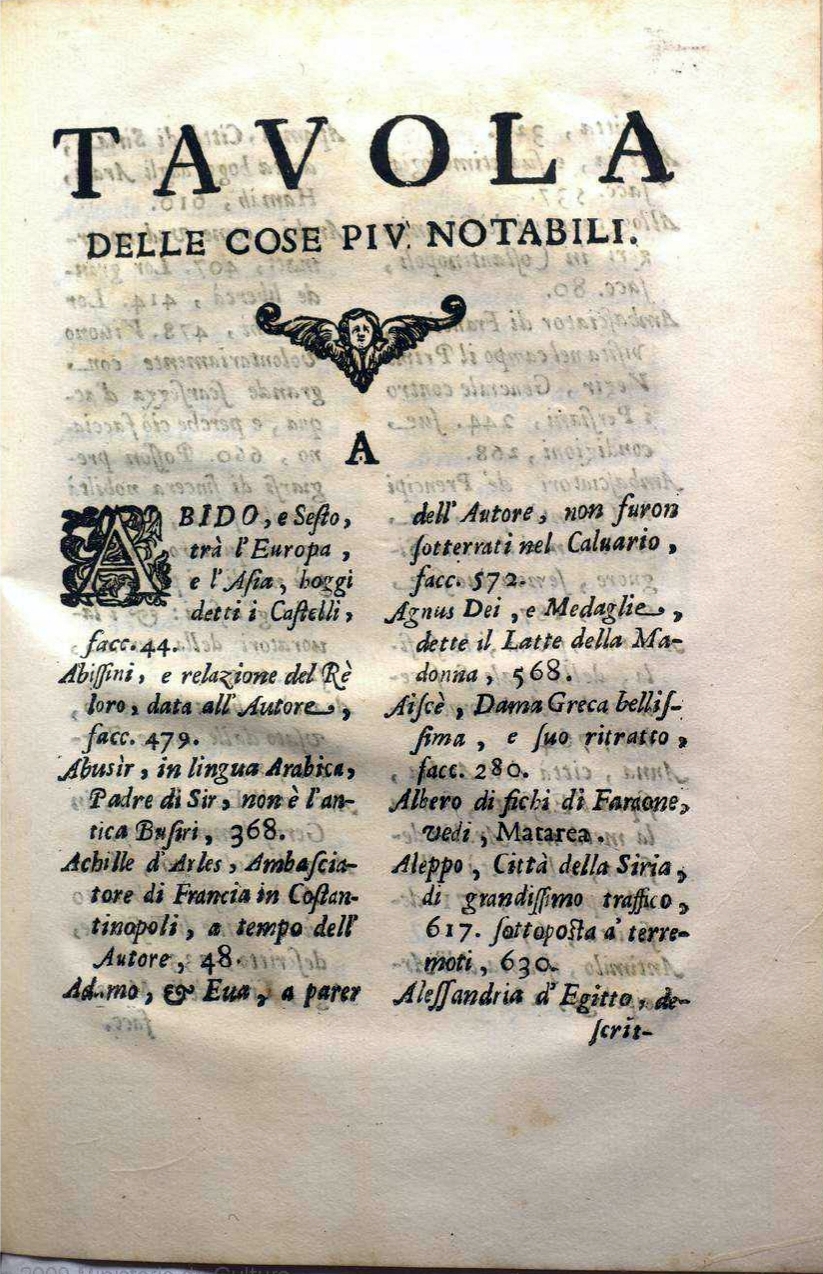 TAVOLA
DELLE COSE PIV̀ NOTABILI.
A
ABIDO, e Sesto,
trà l'Europa,
e l'Asia, hoggi
detti i Castelli,
facc. 44.
Abissini, e relazione del Rè
loro, data all'Autore,
facc. 479.
Abusìr, in lingua Arabica,
Padre di Sir, non è l'an-
tica Busiri, 368.
Achille d'Arles, Ambascia-
tore di Francia in Costan-
tinopoli, a tempo dell'
Autore, 48.
Adamo, & Eua, a parer
dell'Autore, non furon
sotterrati nel Caluario,
facc. 572.
Agnus Dei, e Medaglie,
dette il Latte della Ma-
donna, 568.
Aiscè, Dama Greca bellis-
sima, e suo ritratto,
facc. 280.
Albero di fichi di Faraone,
vedi, Matarea.
Aleppo, Città della Siria,
di grandissimo traffico,
617. sottoposta a' terre-
moti, 630.
Alessandria d'Egitto, de-
scrit-